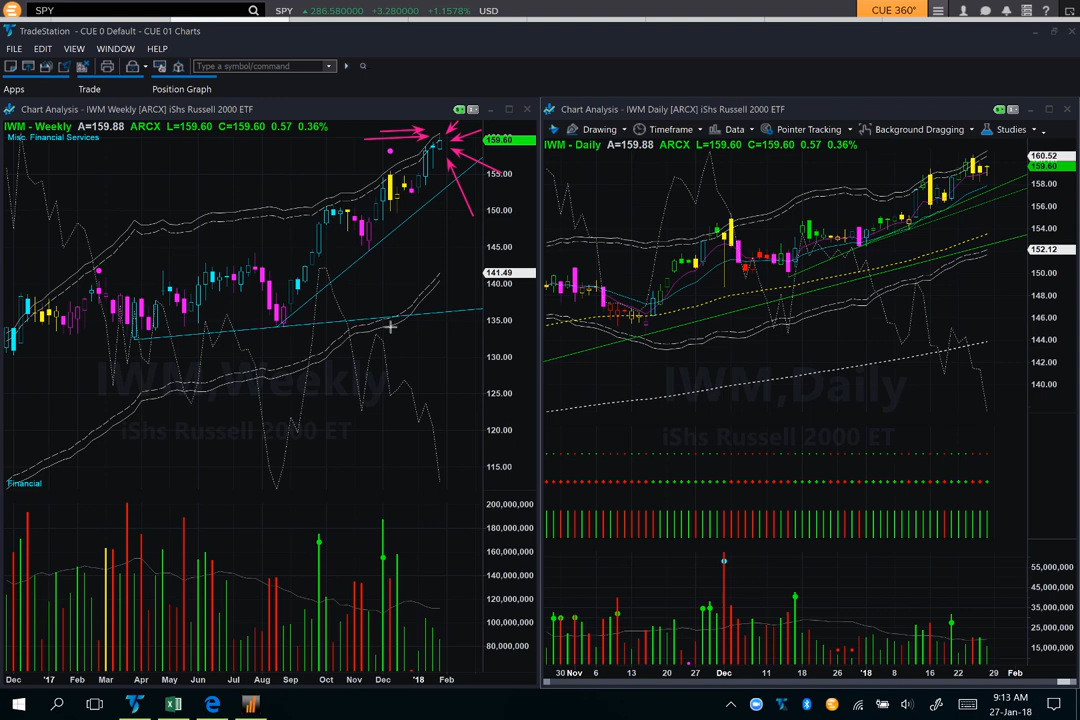 SPY SPY 286.580000 +3.280000 +1.1578% USD CUE 360°
TradeStation - CUE 0 Default - CUE 01 Charts
FILE EDIT VIEW WINDOW HELP
Type a symbol/command
Apps Trade Position Graph
Chart Analysis - IWM Weekly [ARCX] iShs Russell 2000 ETF
IWM - Weekly A=159.88 ARCX L=159.60 C=159.60 0.57 0.36%
Misc. Financial Services
159.60
155.00
150.00
145.00
141.49
140.00
135.00
130.00
125.00
120.00
115.00
IWM,Weekly
iShs Russell 2000 ET
Financial
200,000,000
180,000,000
160,000,000
140,000,000
120,000,000
100,000,000
80,000,000
Dec '17 Feb Mar Apr May Jun Jul Aug Sep Oct Nov Dec '18 Feb
Chart Analysis - IWM Daily [ARCX] iShs Russell 2000 ETF
Drawing Timeframe Data Pointer Tracking Background Dragging Studies
IWM - Daily A=159.88 ARCX L=159.60 C=159.60 0.57 0.36%
160.52
159.60
158.00
156.00
154.00
152.12
150.00
148.00
146.00
144.00
142.00
140.00
IWM,Daily
iShs Russell 2000 ET
55,000,000
45,000,000
35,000,000
25,000,000
15,000,000
30 Nov 6 13 20 27 Dec 11 18 '18 8 16 22 29 Feb
9:13 AM
27-Jan-18